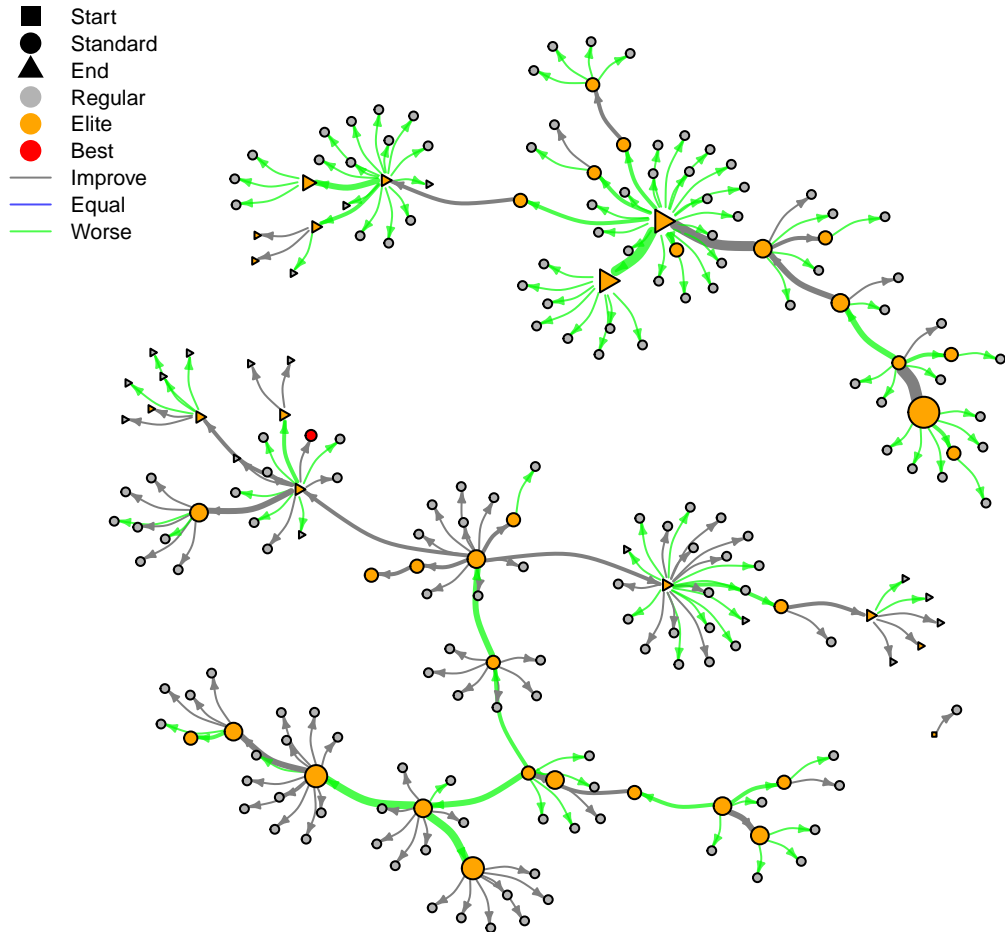 Start
Standard
End
Regular
Elite
Best
Improve
Equal
Worse